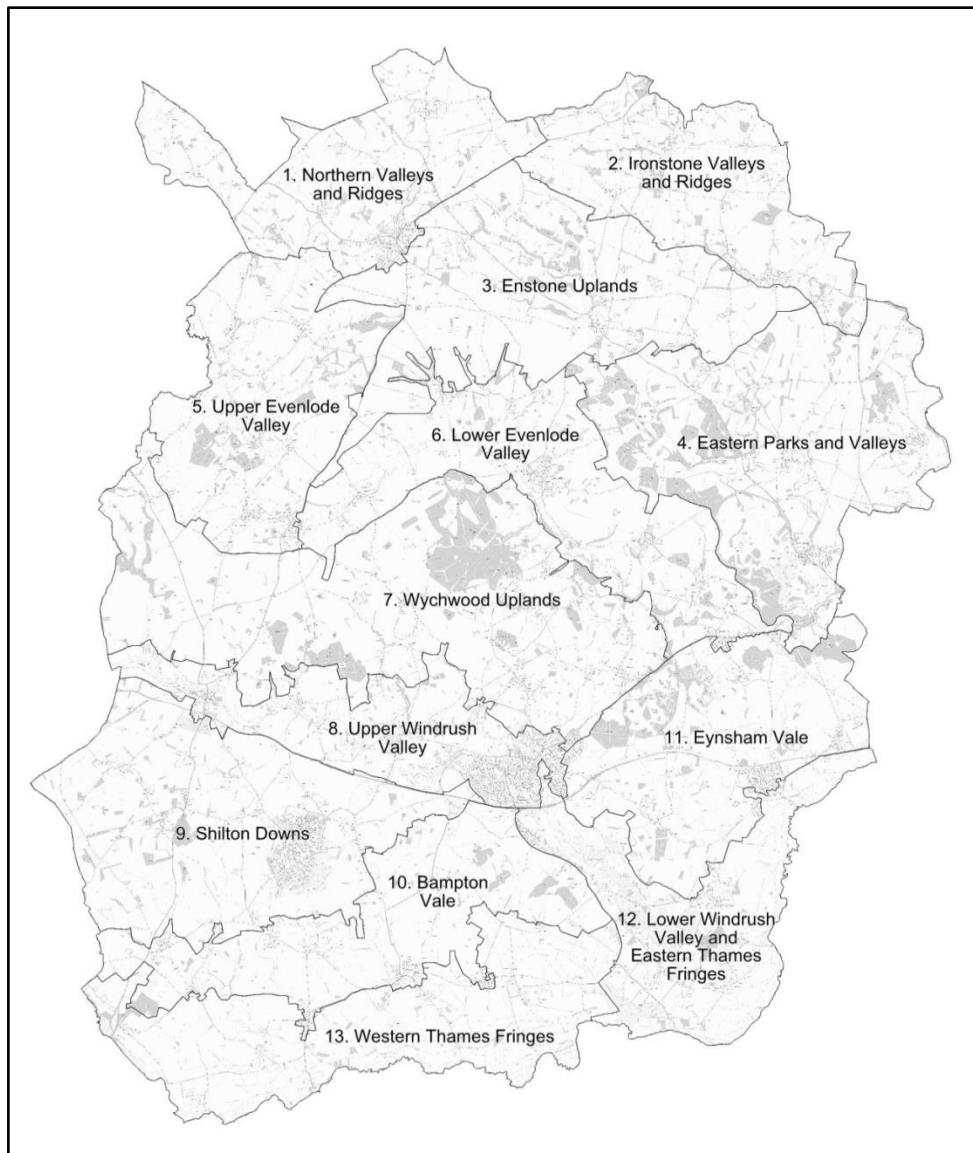 1. Northern Valleys
and Ridges
2. Ironstone Valleys
and Ridges
3. Enstone Uplands
5. Upper Evenlode
Valley
6. Lower Evenlode
Valley
4. Eastern Parks and Valleys
7. Wychwood Uplands
8. Upper Windrush
Valley
11. Eynsham Vale
9. Shilton Downs
10. Bampton
Vale
12. Lower Windrush
Valley and
Eastern Thames
Fringes
13. Western Thames Fringes